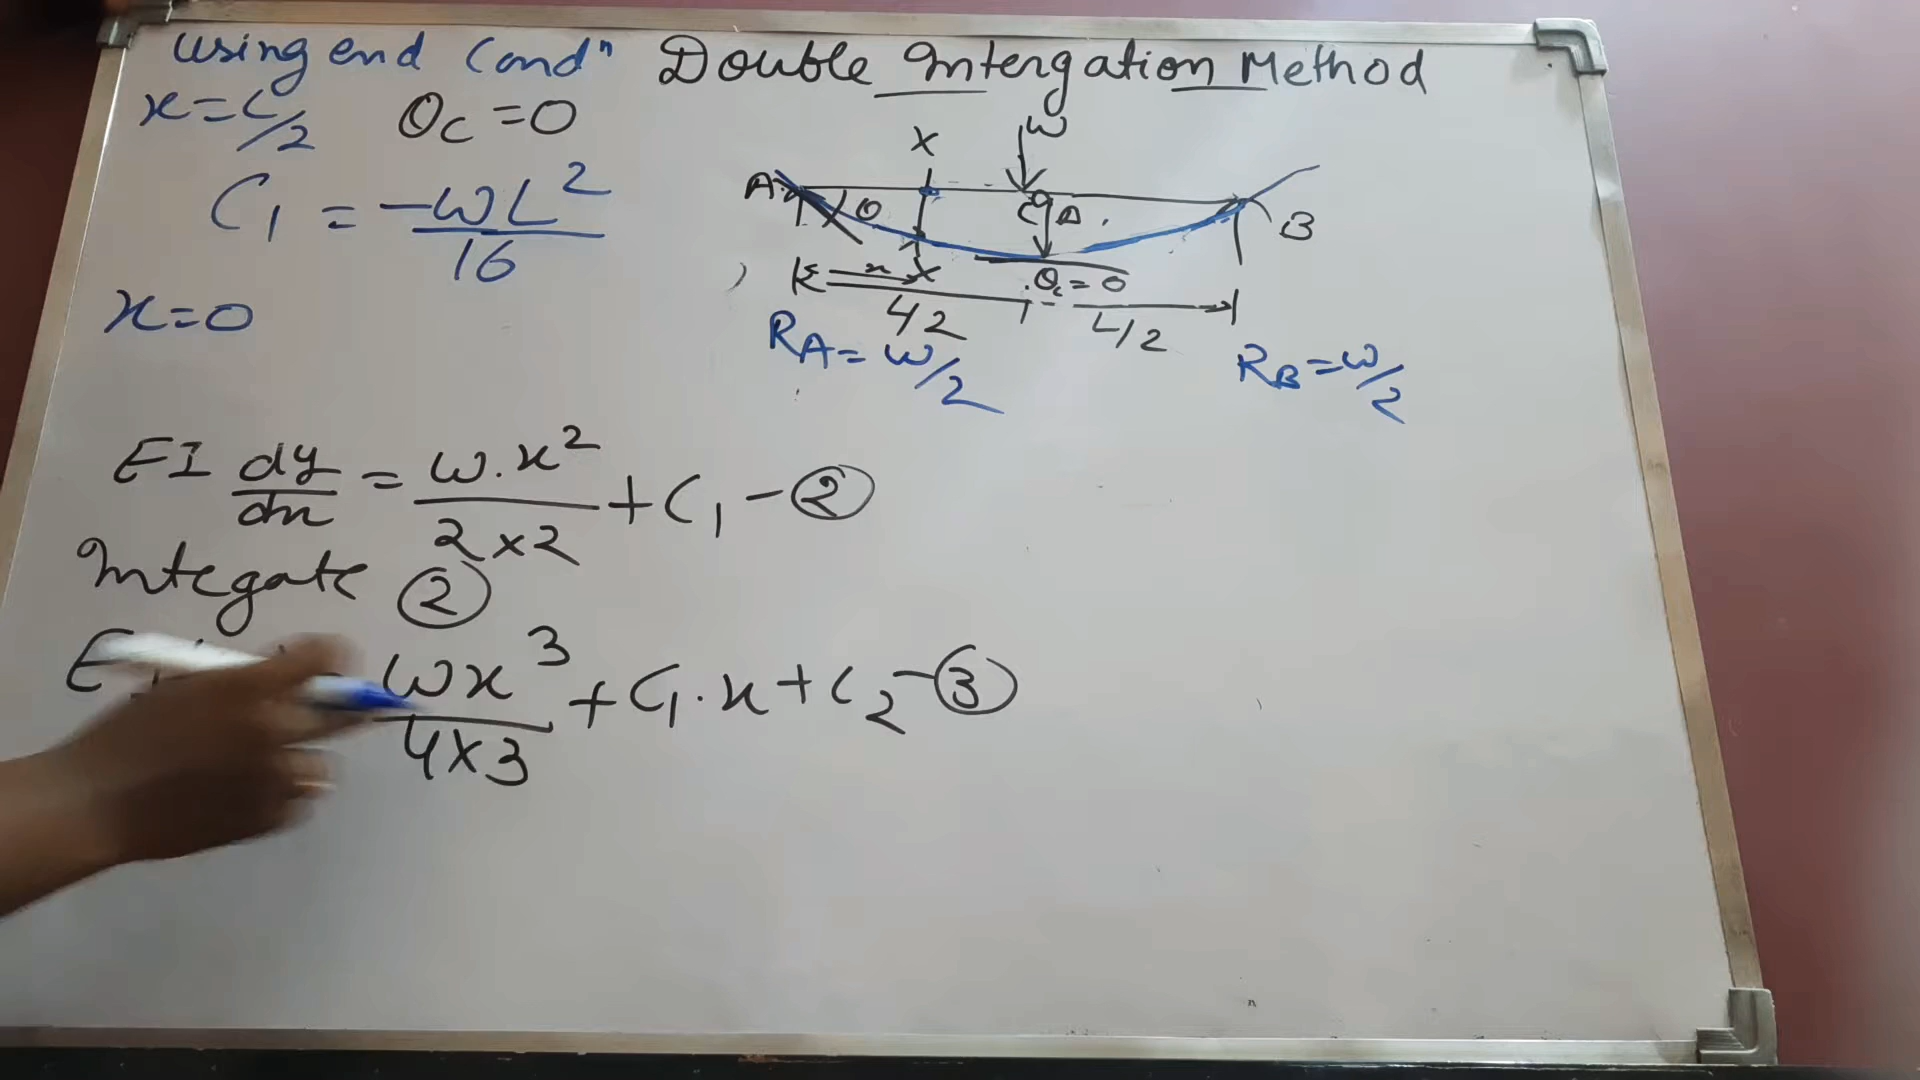 Using end Condn
Double Intergation Method
x=L/2 θc=0
C1 = -WL²/16
x=0
W
X
A θ C Δ B
x X θc=0
L/2 L/2
RA=W/2 RB=W/2
EI dy/dx = W.x²/2×2 + C1 - ②
Integate ②
Wx³/4×3 + C1.x + C2 - ③